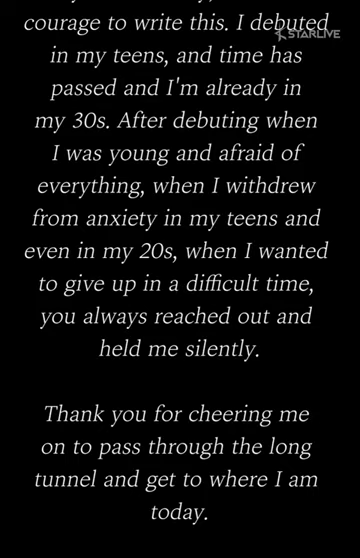 courage to write this. I debuted
STARLIVE
in my teens, and time has
passed and I'm already in
my 30s. After debuting when
I was young and afraid of
everything, when I withdrew
from anxiety in my teens and
even in my 20s, when I wanted
to give up in a difficult time,
you always reached out and
held me silently.
Thank you for cheering me
on to pass through the long
tunnel and get to where I am
today.